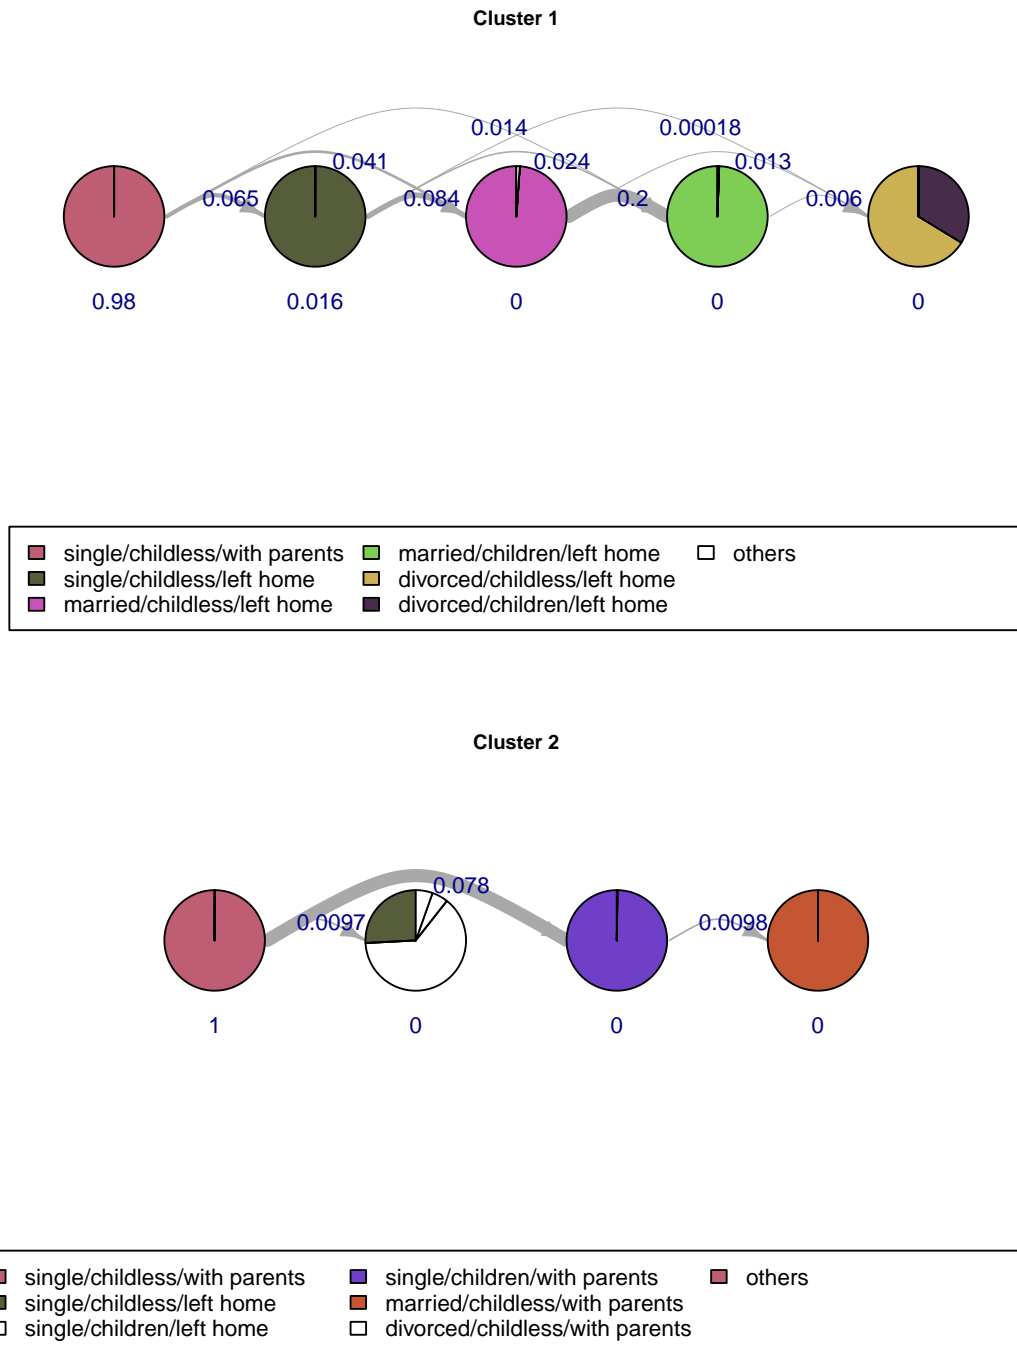 Cluster 1
0.014 0.00018
0.041 0.024 0.013
0.065 0.084 0.2 0.006
0.98 0.016 0 0 0
single/childless/with parents married/children/left home others
single/childless/left home divorced/childless/left home
married/childless/left home divorced/children/left home
Cluster 2
0.078
0.0097 0.0098
1 0 0 0
single/childless/with parents single/children/with parents others
single/childless/left home married/childless/with parents
single/children/left home divorced/childless/with parents